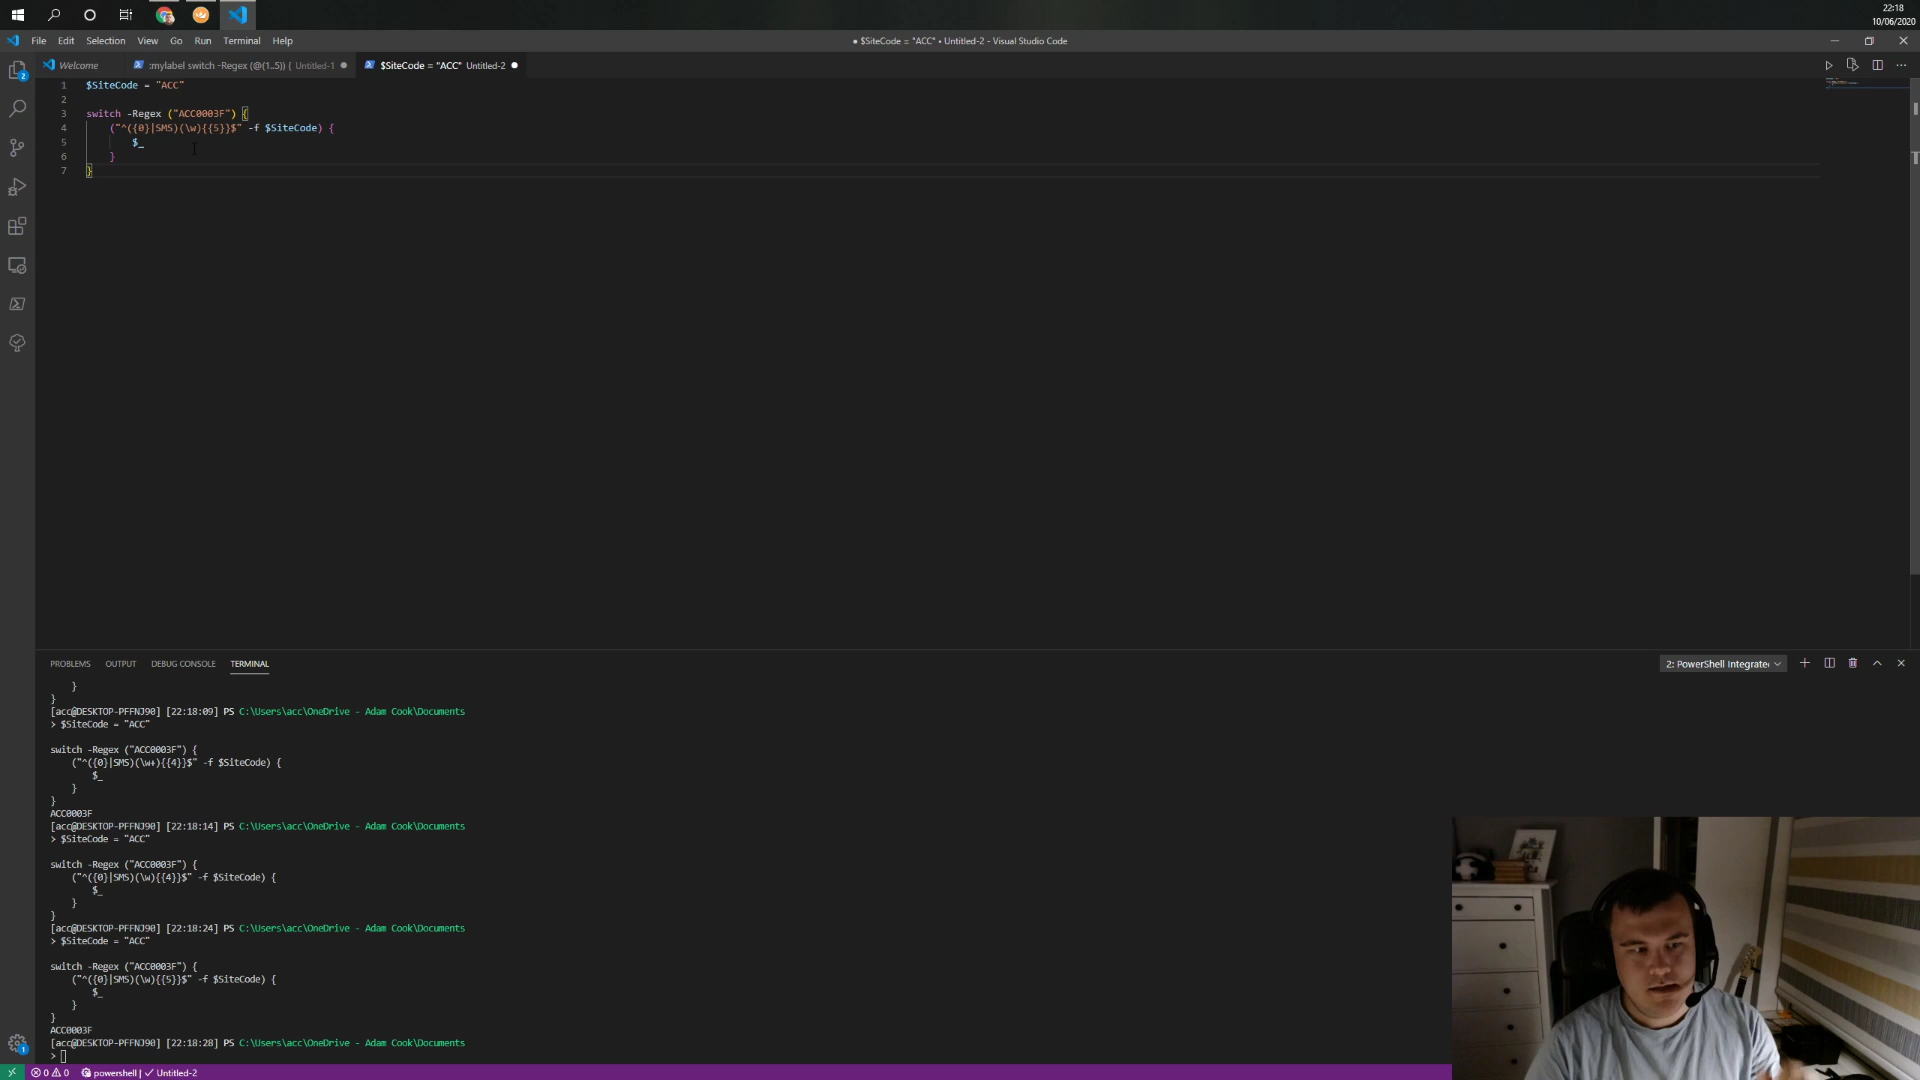 22:18
10/06/2020
File Edit Selection View Go Run Terminal Help
● $SiteCode = "ACC" • Untitled-2 - Visual Studio Code
Welcome
:mylabel switch -Regex (@(1..5)) { Untitled-1 ●
$SiteCode = "ACC" Untitled-2 ●
1 $SiteCode = "ACC"
2
3 switch -Regex ("ACC0003F") {
4 ("^({0}|SMS)(\w){{5}}$" -f $SiteCode) {
5 $_
6 }
7 }
2
1
PROBLEMS OUTPUT DEBUG CONSOLE TERMINAL
2: PowerShell Integrate
}
}
[acc@DESKTOP-PFFNJ90] [22:18:09] PS C:\Users\acc\OneDrive - Adam Cook\Documents
> $SiteCode = "ACC"
switch -Regex ("ACC0003F") {
("^({0}|SMS)(\w+){{4}}$" -f $SiteCode) {
$_
}
}
ACC0003F
[acc@DESKTOP-PFFNJ90] [22:18:14] PS C:\Users\acc\OneDrive - Adam Cook\Documents
> $SiteCode = "ACC"
switch -Regex ("ACC0003F") {
("^({0}|SMS)(\w){{4}}$" -f $SiteCode) {
$_
}
}
[acc@DESKTOP-PFFNJ90] [22:18:24] PS C:\Users\acc\OneDrive - Adam Cook\Documents
> $SiteCode = "ACC"
switch -Regex ("ACC0003F") {
("^({0}|SMS)(\w){{5}}$" -f $SiteCode) {
$_
}
}
ACC0003F
[acc@DESKTOP-PFFNJ90] [22:18:28] PS C:\Users\acc\OneDrive - Adam Cook\Documents
>
0 0 powershell | ✓ Untitled-2